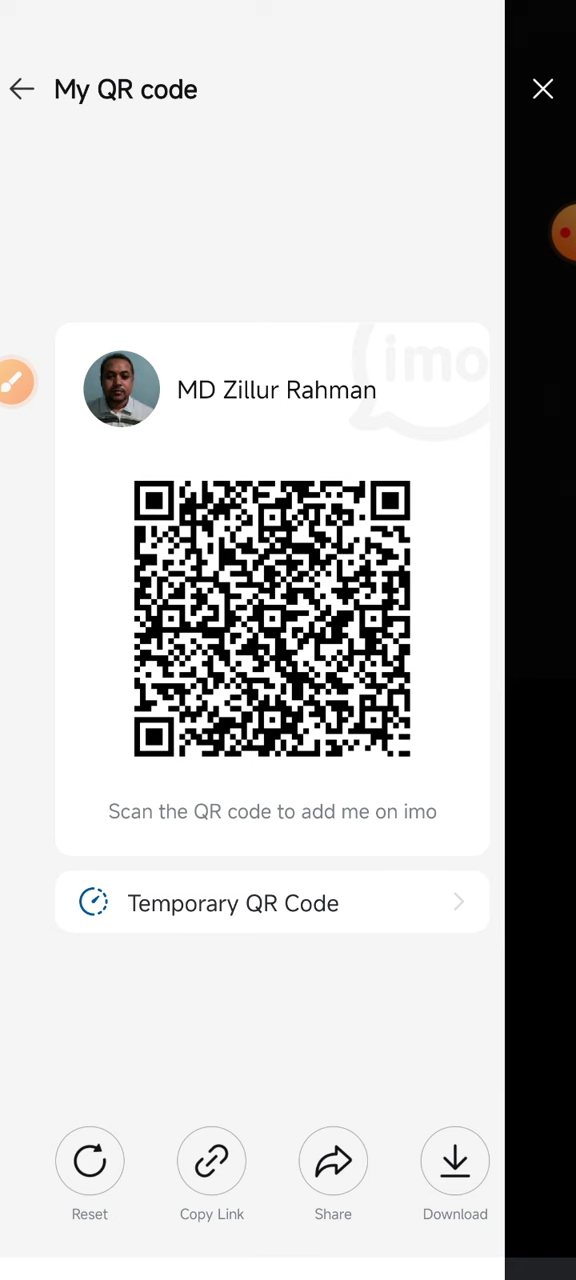 My QR code
imo
MD Zillur Rahman
Scan the QR code to add me on imo
Temporary QR Code
Reset
Copy Link
Share
Download